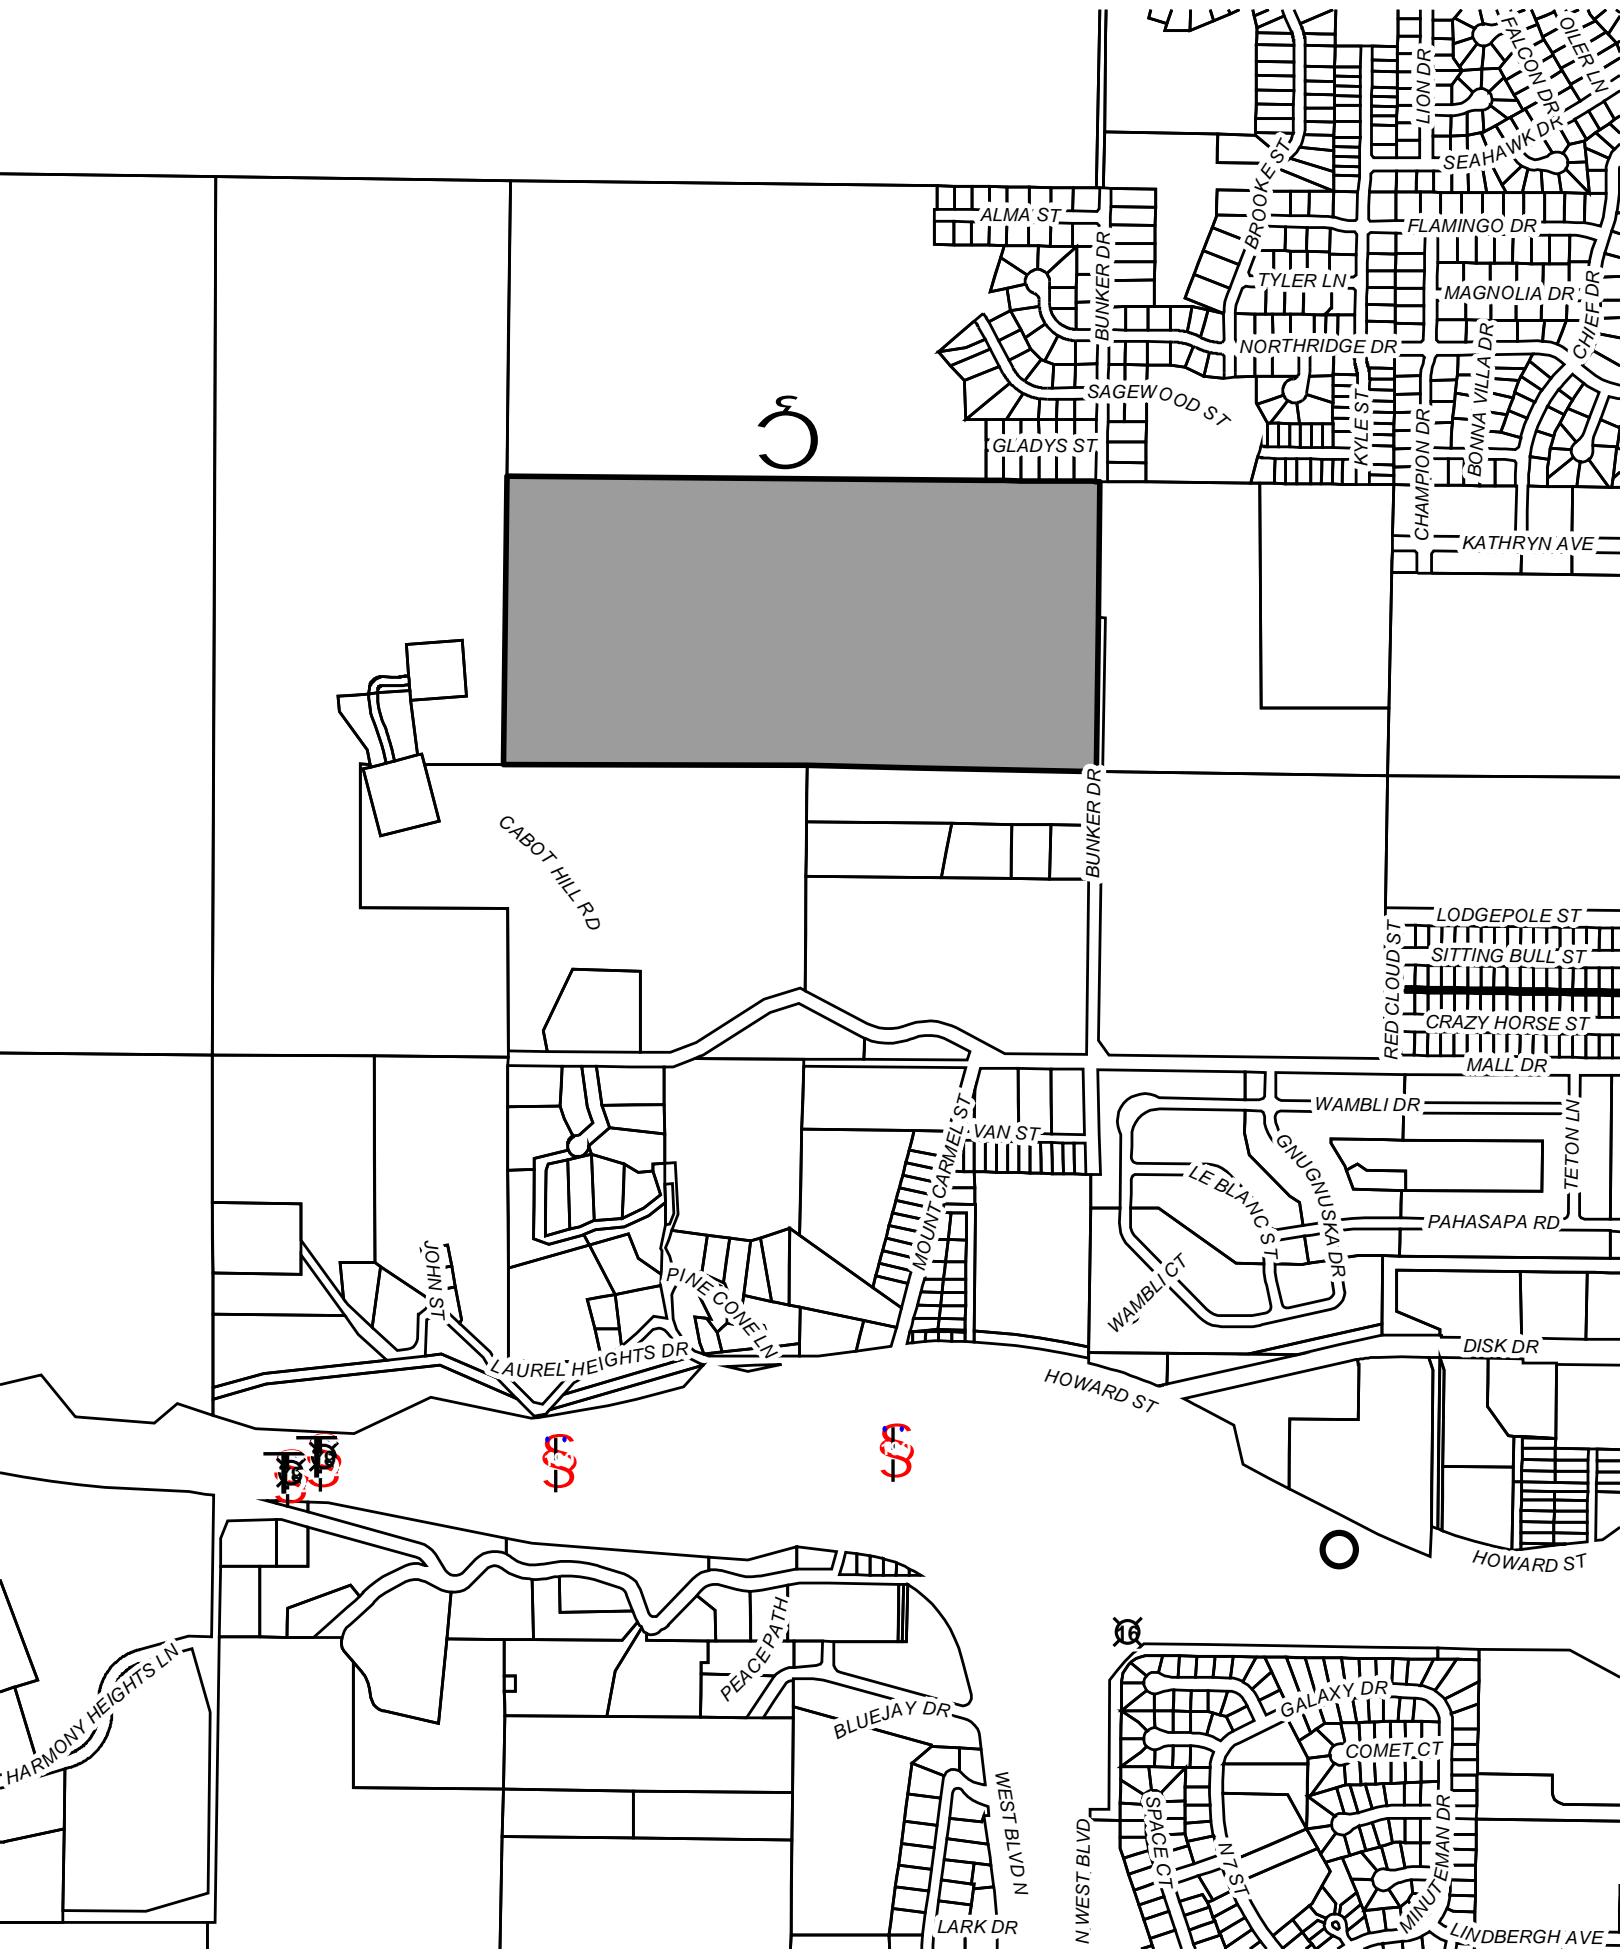 LION DR
FALCON DR
OILER LN
SEAHAWK DR
BROOKE ST
ALMA ST
FLAMINGO DR
BUNKER DR
TYLER LN
MAGNOLIA DR
CHIEF DR
NORTHRIDGE DR
BONNA VILLA DR
SAGEWOOD ST
KYLE ST
CHAMPION DR
GLADYS ST
KATHRYN AVE
BUNKER DR
CABOT HILL RD
LODGEPOLE ST
RED CLOUD ST
SITTING BULL ST
CRAZY HORSE ST
MALL DR
WAMBLI DR
MOUNT CARMEL ST
VAN ST
TETON LN
GNUGNUSKA DR
LE BLANC ST
PAHASAPA RD
JOHN ST
PINE CONE LN
WAMBLI CT
LAUREL HEIGHTS DR
DISK DR
HOWARD ST
HOWARD ST
16
PEACE PATH
HARMONY HEIGHTS LN
BLUEJAY DR
GALAXY DR
COMET CT
WEST BLVD N
SPACE CT
N WEST BLVD
N 7 ST
MINUTEMAN DR
LARK DR
LINDBERGH AVE